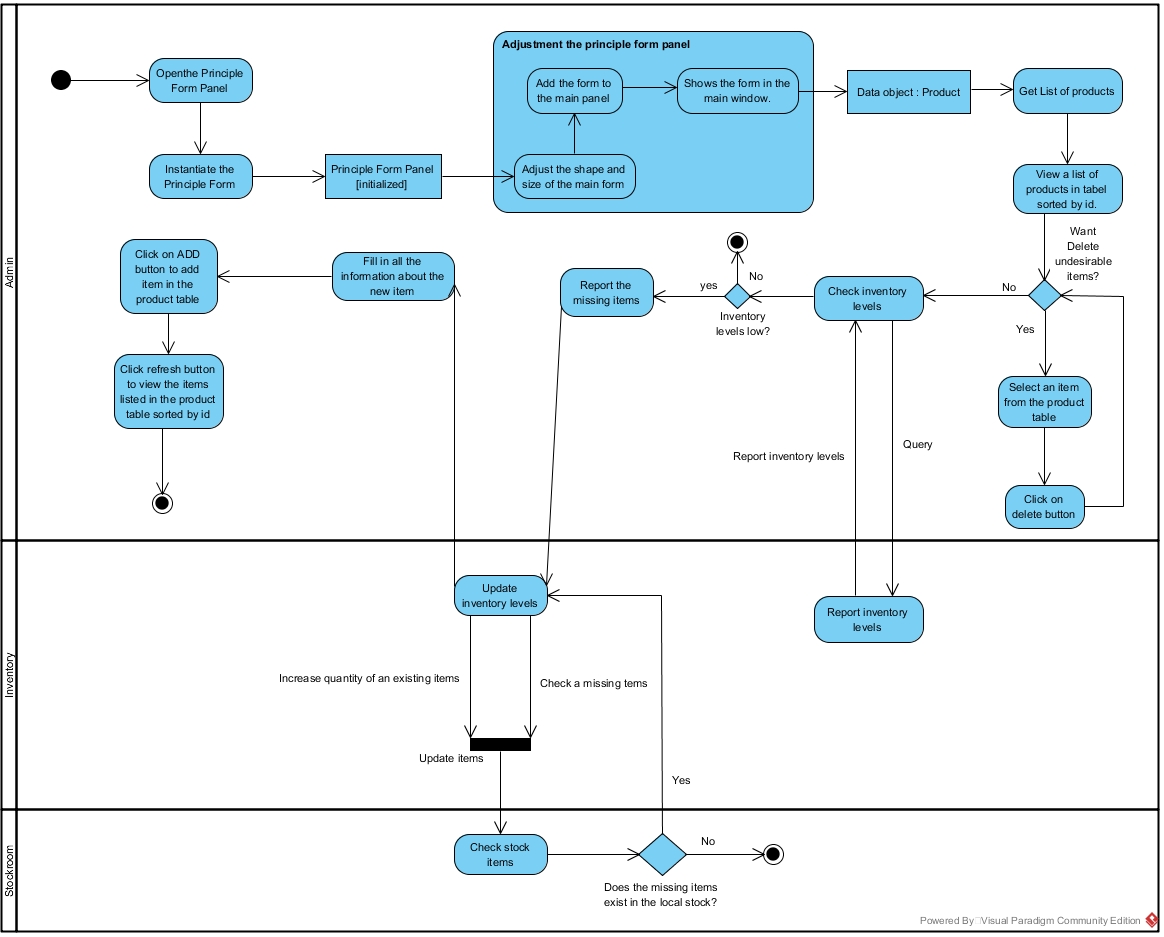 Admin
Openthe Principle
Form Panel
Instantiate the
Principle Form
Principle Form Panel
[initialized]
Adjustment the principle form panel
Add the form to
the main panel
Shows the form in the
main window.
Adjust the shape and
size of the main form
Data object : Product
Get List of products
View a list of
products in tabel
sorted by id.
Want
Delete
undesirable
items?
No
Yes
Select an item
from the product
table
Click on
delete button
Check inventory
levels
No
yes
Inventory
levels low?
Report the
missing items
Fill in all the
information about the
new item
Click on ADD
button to add
item in the
product table
Click refresh button
to view the items
listed in the product
table sorted by id
Report inventory levels
Query
Inventory
Update
inventory levels
Report inventory
levels
Increase quantity of an existing items
Check a missing tems
Update items
Yes
Stockroom
Check stock
items
No
Does the missing items
exist in the local stock?
Powered By Visual Paradigm Community Edition